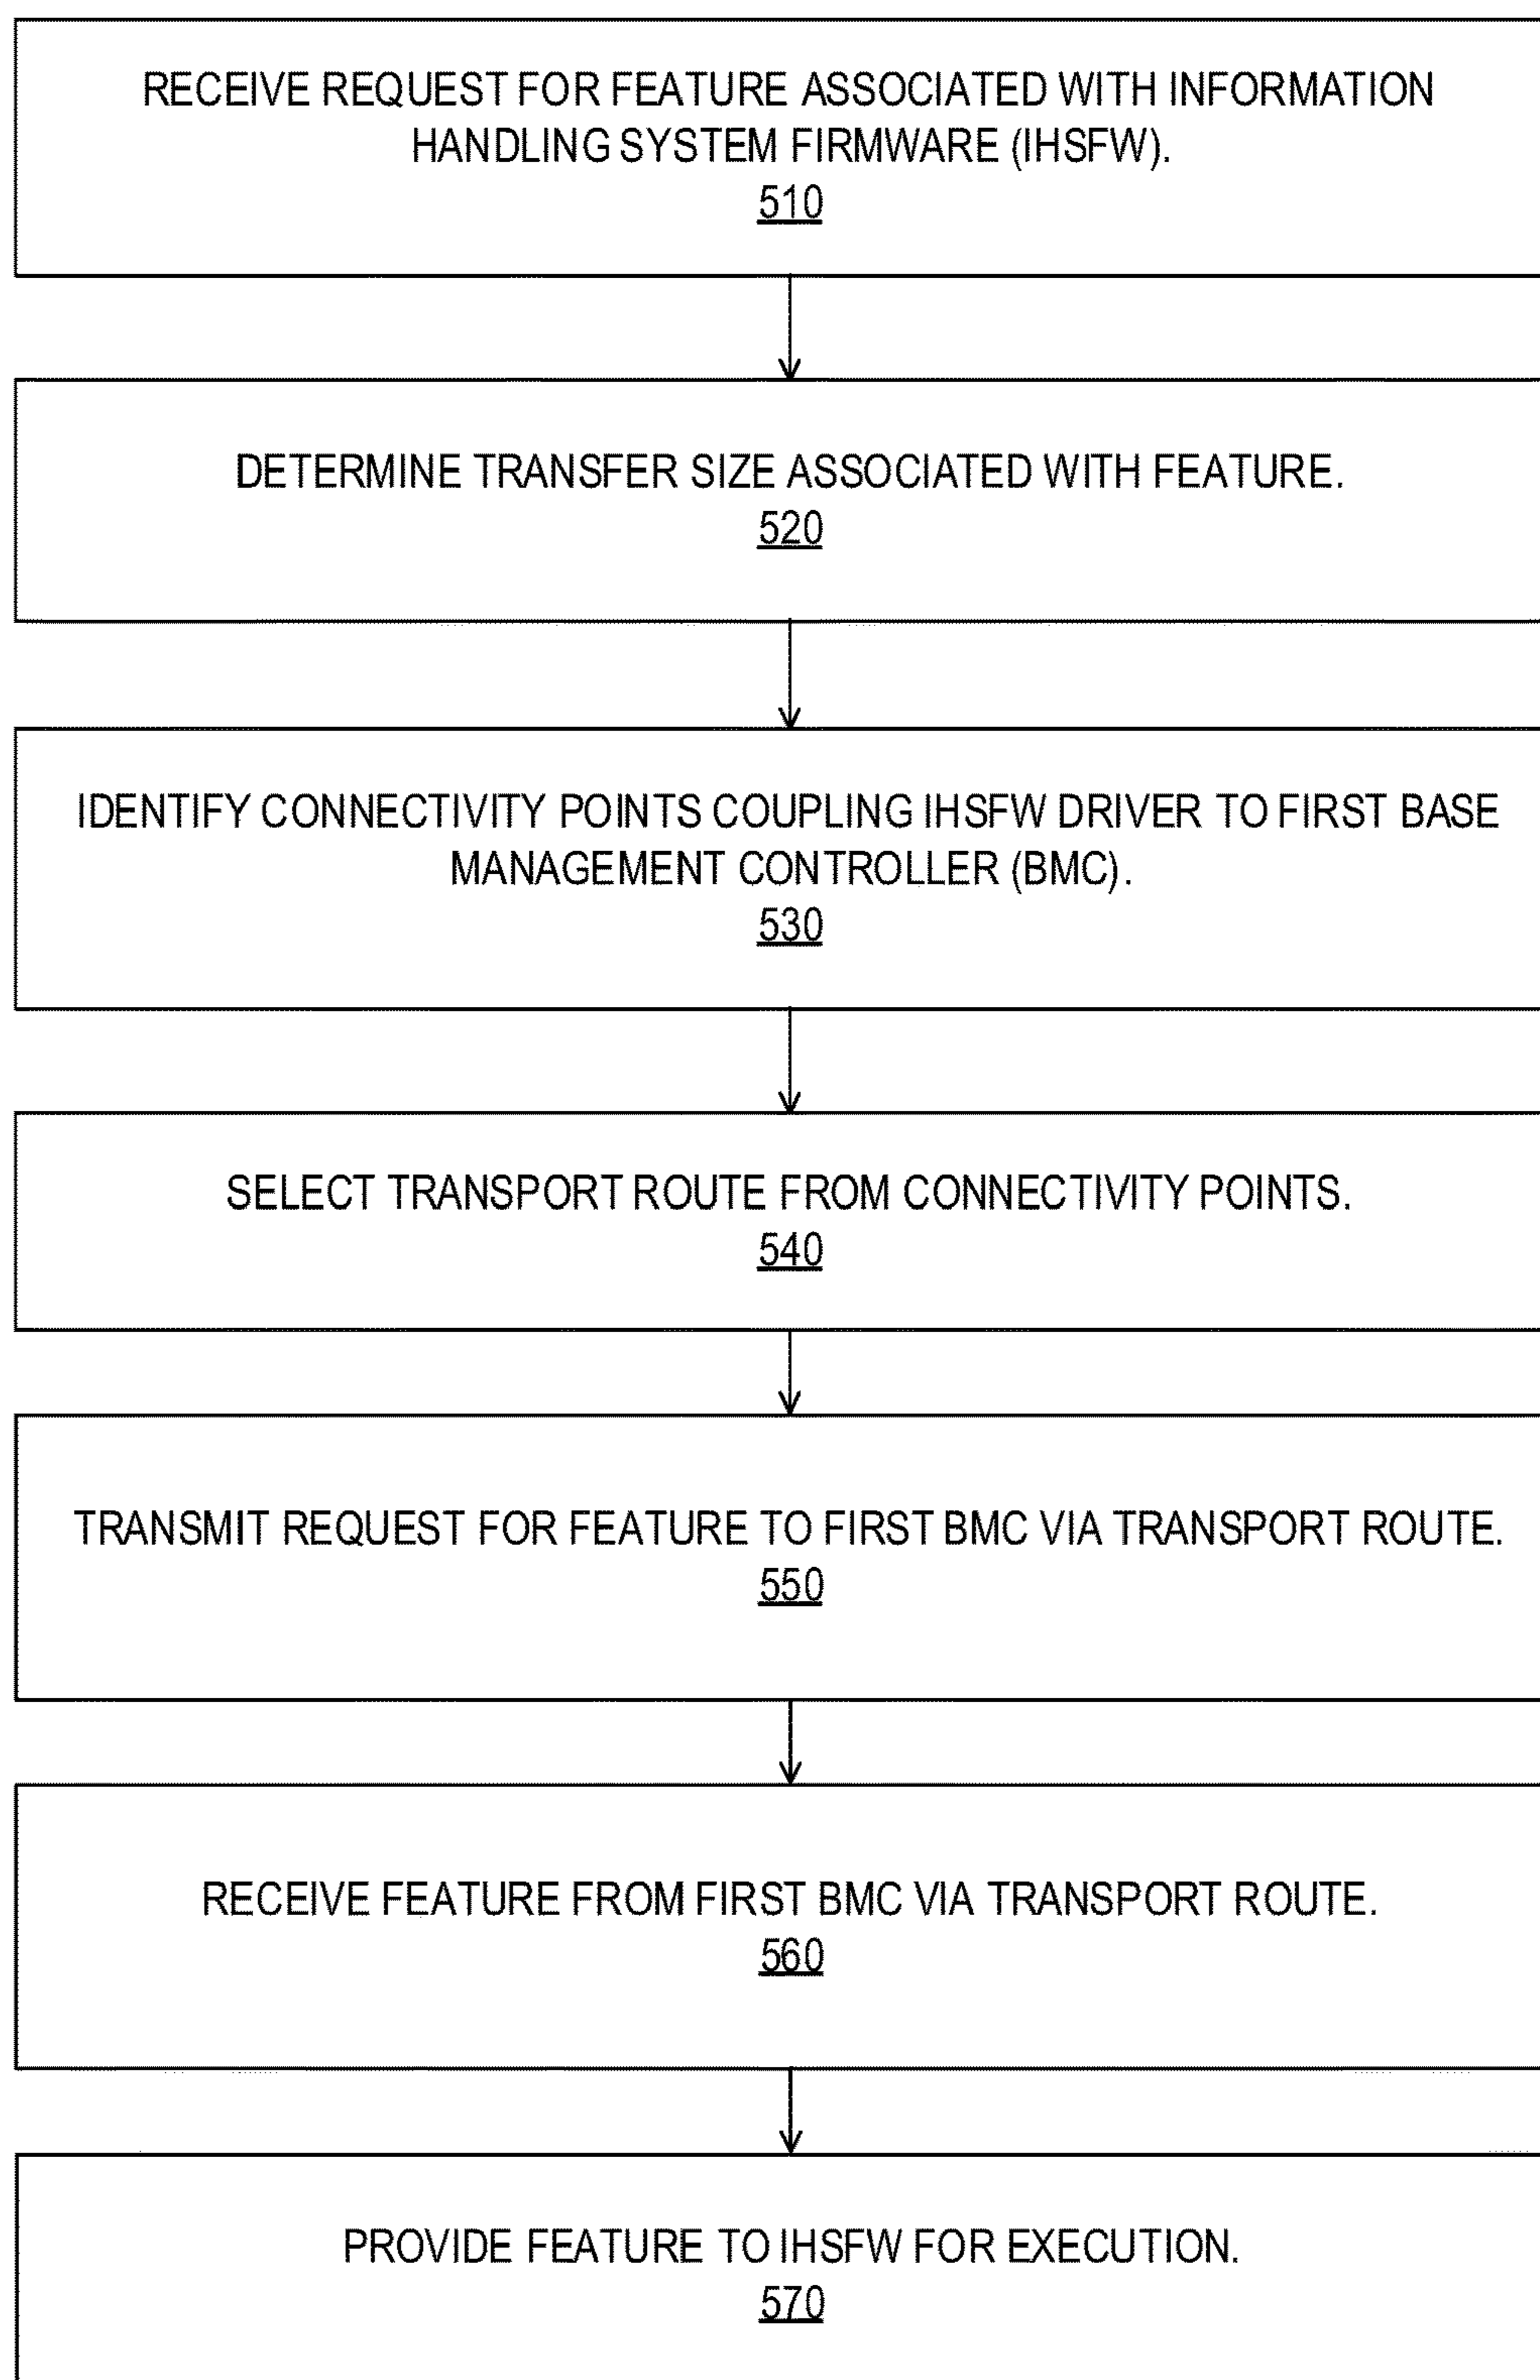 RECEIVE REQUEST FOR FEATURE ASSOCIATED WITH INFORMATION
HANDLING SYSTEM FIRMWARE (IHSFW).
510
DETERMINE TRANSFER SIZE ASSOCIATED WITH FEATURE.
520
IDENTIFY CONNECTIVITY POINTS COUPLING IHSFW DRIVER TO FIRST BASE
MANAGEMENT CONTROLLER (BMC).
530
SELECT TRANSPORT ROUTE FROM CONNECTIVITY POINTS.
540
TRANSMIT REQUEST FOR FEATURE TO FIRST BMC VIA TRANSPORT ROUTE.
550
RECEIVE FEATURE FROM FIRST BMC VIA TRANSPORT ROUTE.
560
PROVIDE FEATURE TO IHSFW FOR EXECUTION.
570